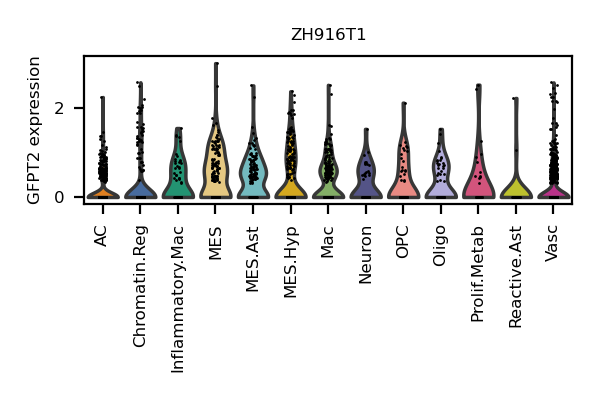 ZH916T1
GFPT2 expression
2
0
AC
Chromatin.Reg
Inflammatory.Mac
MES
MES.Ast
MES.Hyp
Mac
Neuron
OPC
Oligo
Prolif.Metab
Reactive.Ast
Vasc